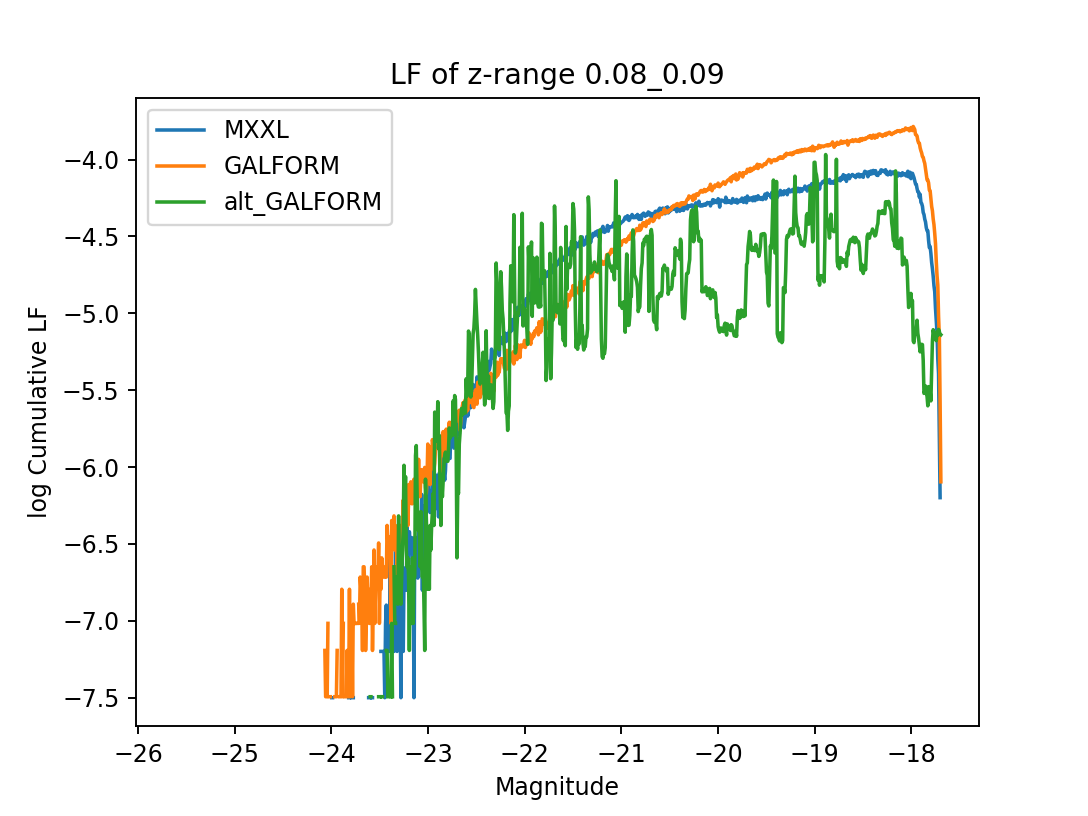 LF of z-range 0.08_0.09
MXXL
GALFORM
alt_GALFORM
log Cumulative LF
−4.0
−4.5
−5.0
−5.5
−6.0
−6.5
−7.0
−7.5
−26 −25 −24 −23 −22 −21 −20 −19 −18
Magnitude